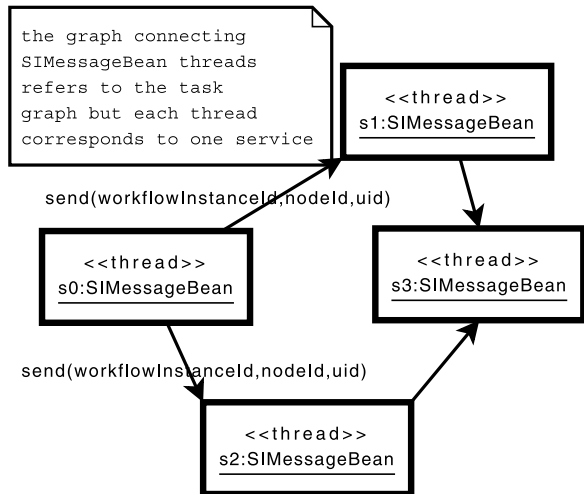 the graph connecting
SIMessageBean threads
refers to the task
graph but each thread
corresponds to one service
<<thread>>
s1:SIMessageBean
send(workflowInstanceId,nodeId,uid)
<<thread>>
s0:SIMessageBean
<<thread>>
s3:SIMessageBean
send(workflowInstanceId,nodeId,uid)
<<thread>>
s2:SIMessageBean